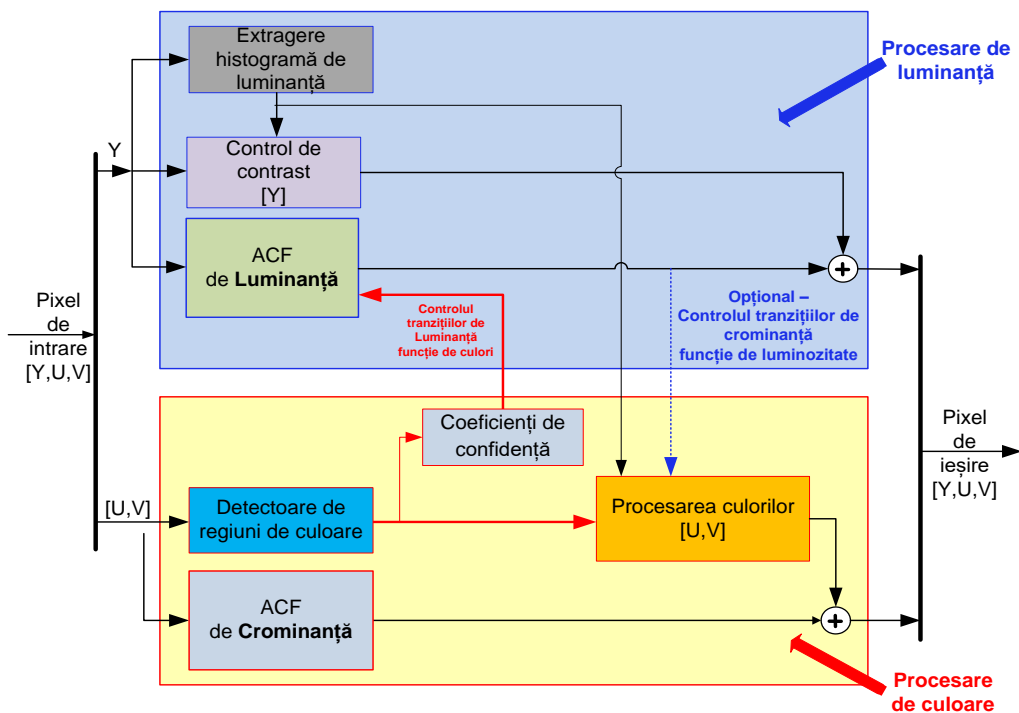 Extragere
histogramă de
luminanță
Procesare de
luminanță
Y
Control de
contrast
[Y]
ACF
de Luminanță
+
Pixel
de
intrare
[Y,U,V]
Controlul
tranzițiilor de
Luminanță
funcție de culori
Opțional –
Controlul tranzițiilor de
crominanță
funcție de luminozitate
Coeficienți de
confidență
Pixel
de
ieșire
[Y,U,V]
[U,V]
Detectoare de
regiuni de culoare
Procesarea culorilor
[U,V]
ACF
de Crominanță
+
Procesare
de culoare